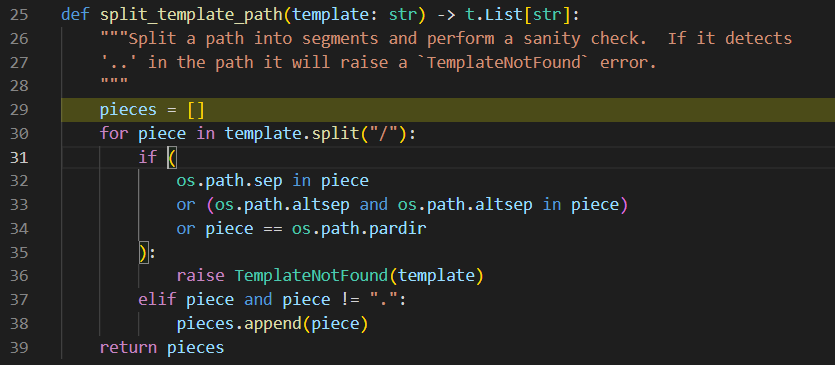 25 def split_template_path(template: str) -> t.List[str]:
26     """Split a path into segments and perform a sanity check.  If it detects
27     '..' in the path it will raise a `TemplateNotFound` error.
28     """
29     pieces = []
30     for piece in template.split("/"):
31         if (
32             os.path.sep in piece
33             or (os.path.altsep and os.path.altsep in piece)
34             or piece == os.path.pardir
35         ):
36             raise TemplateNotFound(template)
37         elif piece and piece != ".":
38             pieces.append(piece)
39     return pieces